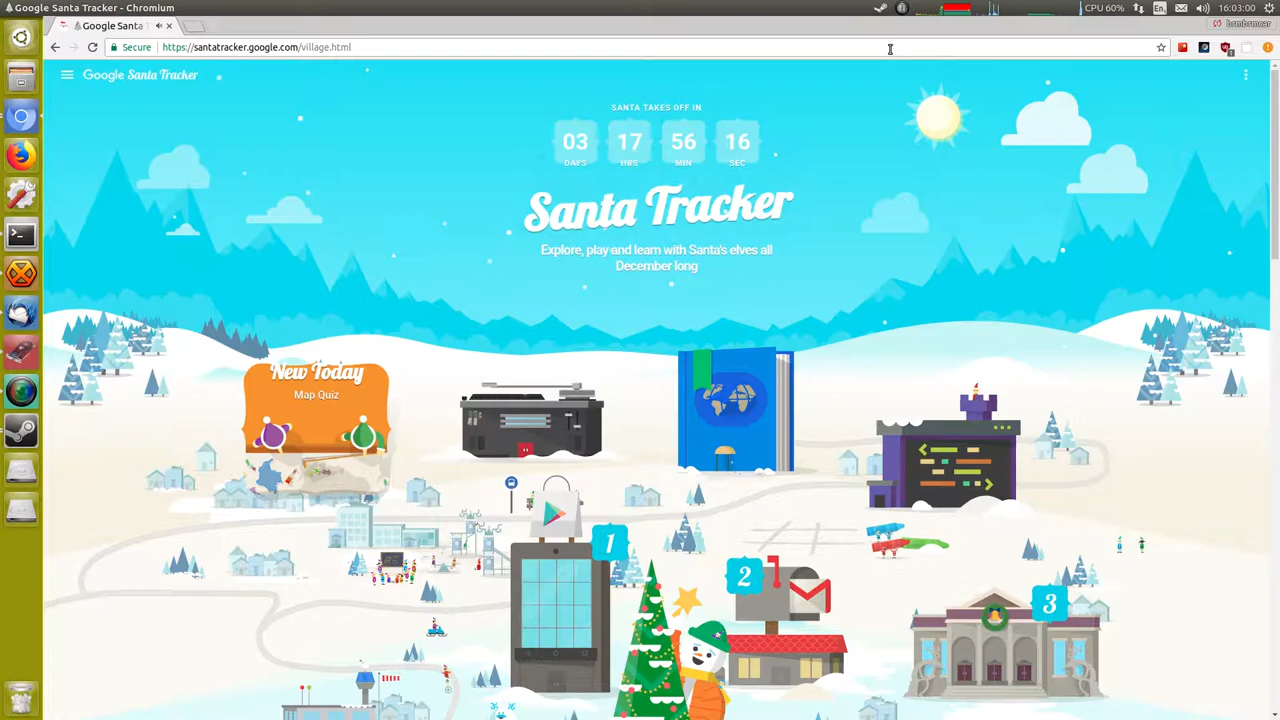 Google Santa Tracker - Chromium
CPU 60%
En
16:03:00
Google Santa T
hrmbrmcar
Secure
https://santatracker.google.com/village.html
Google Santa Tracker
SANTA TAKES OFF IN
03 17 56 16
DAYS HRS MIN SEC
Santa Tracker
Explore, play and learn with Santa's elves all
December long
New Today
Map Quiz
1
2
3